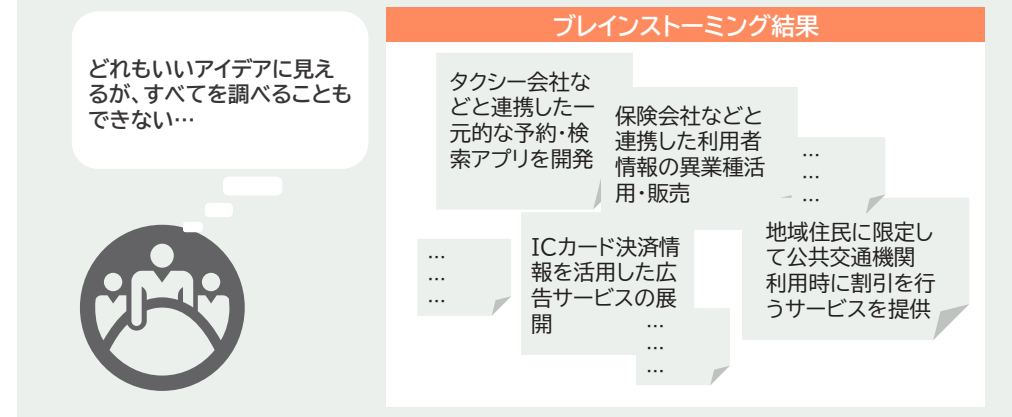 どれもいいアイデアに見え
るが、すべてを調べることも
できない…
ブレインストーミング結果
タクシー会社な
どと連携した一
元的な予約・検
索アプリを開発
保険会社などと
連携した利用者
情報の異業種活
用・販売
…
…
…
…
…
…
ICカード決済情
報を活用した広
告サービスの展
開
…
…
…
地域住民に限定し
て公共交通機関
利用時に割引を行
うサービスを提供